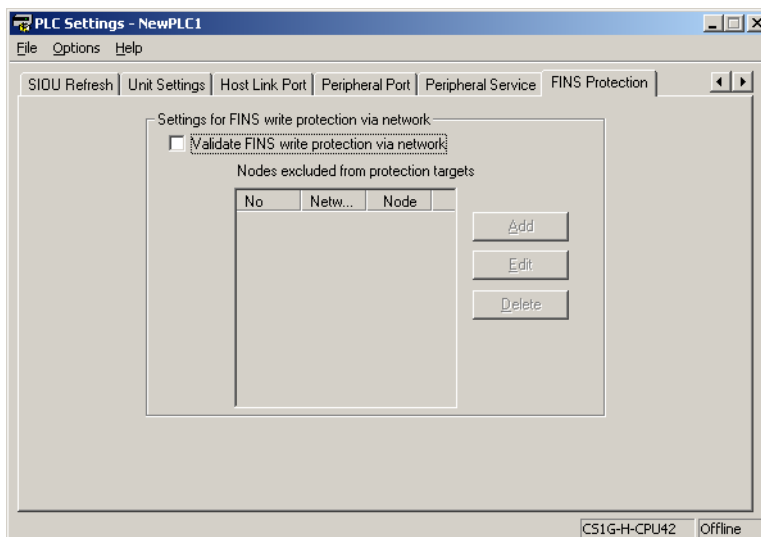 PLC Settings - NewPLC1
File Options Help
SIOU Refresh Unit Settings Host Link Port Peripheral Port Peripheral Service FINS Protection
Settings for FINS write protection via network
Validate FINS write protection via network
Nodes excluded from protection targets
No Netw... Node
Add
Edit
Delete
CS1G-H-CPU42 Offline